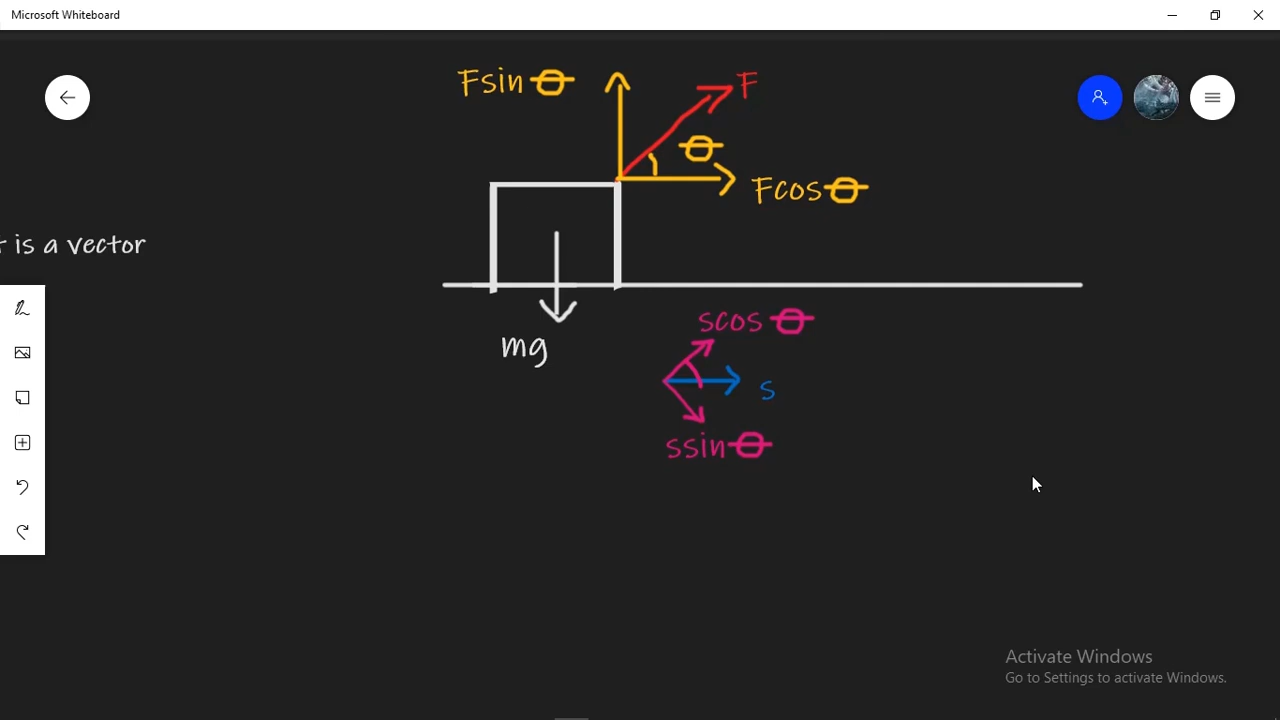 Microsoft Whiteboard
Fsin θ
F
θ
Fcos θ
t is a vector
mg
scos θ
s
ssin θ
Activate Windows
Go to Settings to activate Windows.